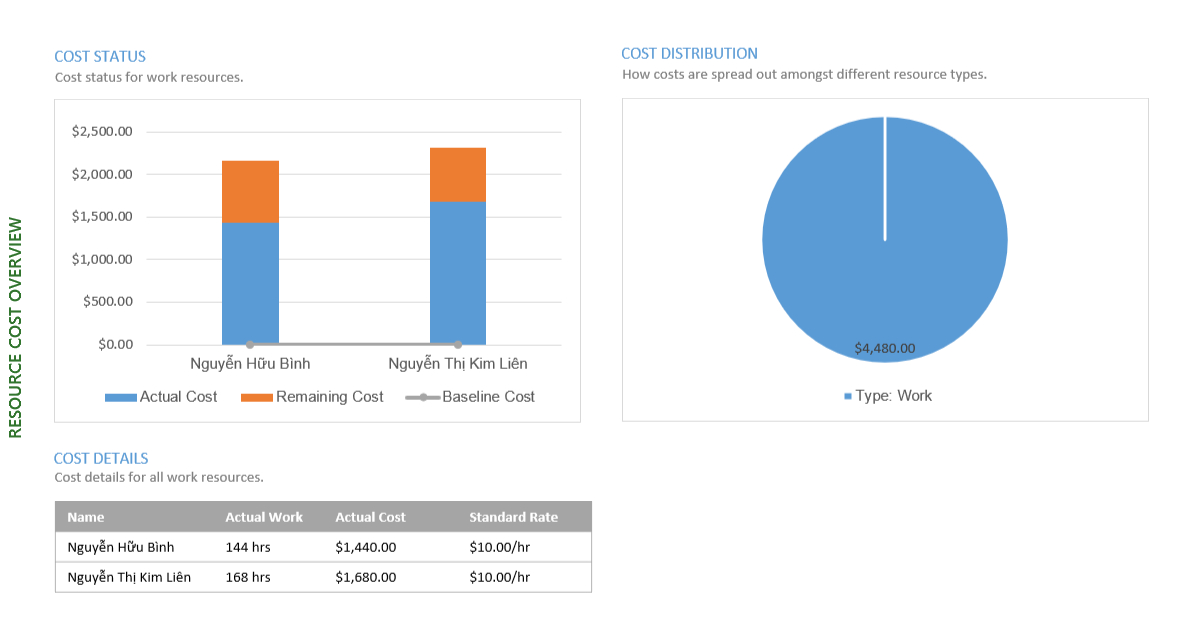 RESOURCE COST OVERVIEW
COST STATUS
Cost status for work resources.
$2,500.00
$2,000.00
$1,500.00
$1,000.00
$500.00
$0.00
Nguyễn Hữu Bình Nguyễn Thị Kim Liên
Actual Cost Remaining Cost Baseline Cost
COST DISTRIBUTION
How costs are spread out amongst different resource types.
$4,480.00
Type: Work
COST DETAILS
Cost details for all work resources.
Name Actual Work Actual Cost Standard Rate
Nguyễn Hữu Bình 144 hrs $1,440.00 $10.00/hr
Nguyễn Thị Kim Liên 168 hrs $1,680.00 $10.00/hr